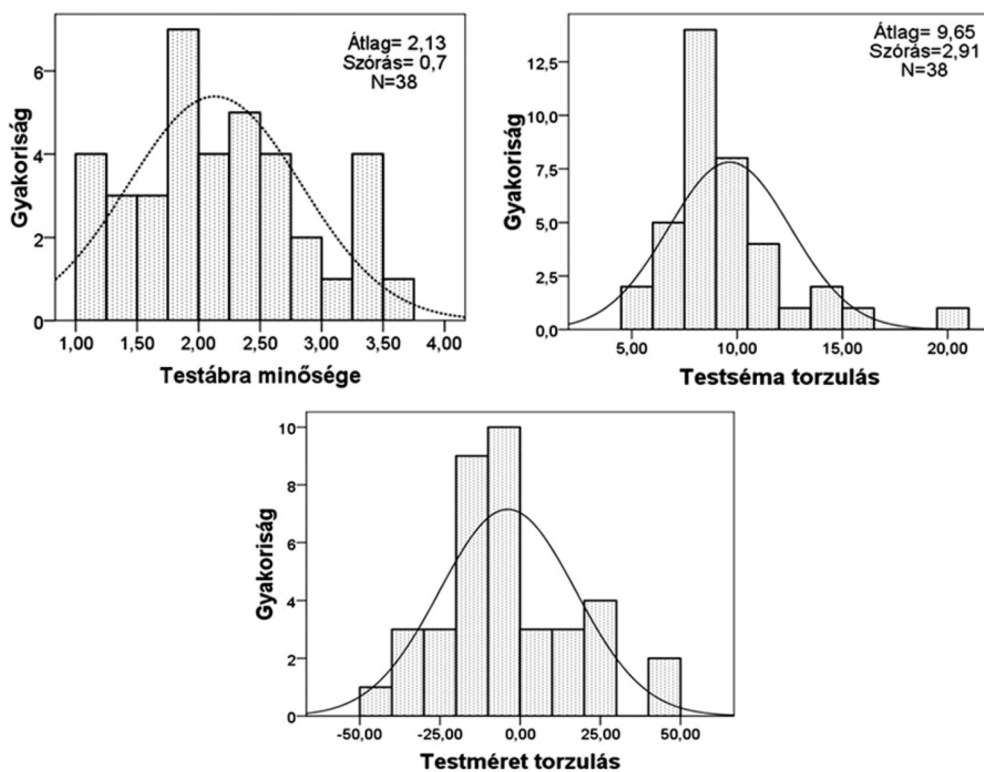 Átlag= 2,13
Szórás= 0,7
N=38
Gyakoriság
6
4
2
0
1,00 1,50 2,00 2,50 3,00 3,50 4,00
Testábra minősége
Átlag= 9,65
Szórás=2,91
N=38
Gyakoriság
12,5
10,0
7,5
5,0
2,5
0,0
5,00 10,00 15,00 20,00
Testséma torzulás
Gyakoriság
10
8
6
4
2
0
-50,00 -25,00 0,00 25,00 50,00
Testméret torzulás